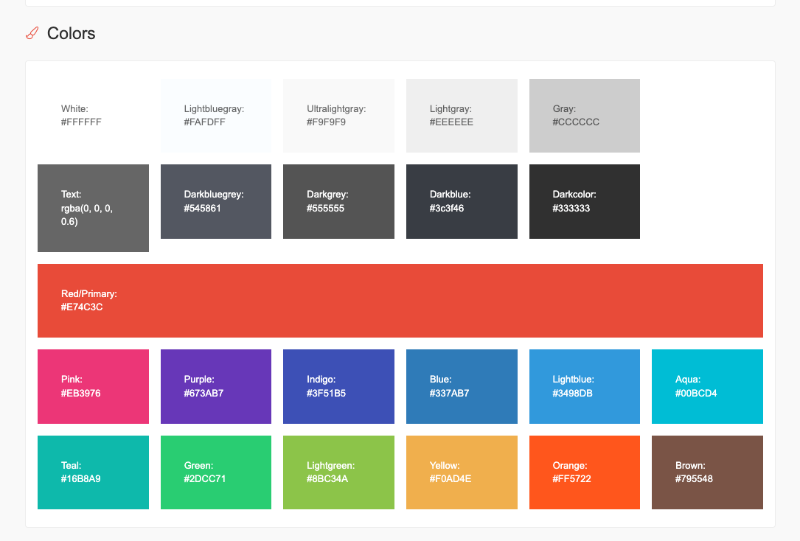 Colors
White:
#FFFFFF
Lightbluegray:
#FAFDFF
Ultralightgray:
#F9F9F9
Lightgray:
#EEEEEE
Gray:
#CCCCCC
Text:
rgba(0, 0, 0,
0.6)
Darkbluegrey:
#545861
Darkgrey:
#555555
Darkblue:
#3c3f46
Darkcolor:
#333333
Red/Primary:
#E74C3C
Pink:
#EB3976
Purple:
#673AB7
Indigo:
#3F51B5
Blue:
#337AB7
Lightblue:
#3498DB
Aqua:
#00BCD4
Teal:
#16B8A9
Green:
#2DCC71
Lightgreen:
#8BC34A
Yellow:
#F0AD4E
Orange:
#FF5722
Brown:
#795548